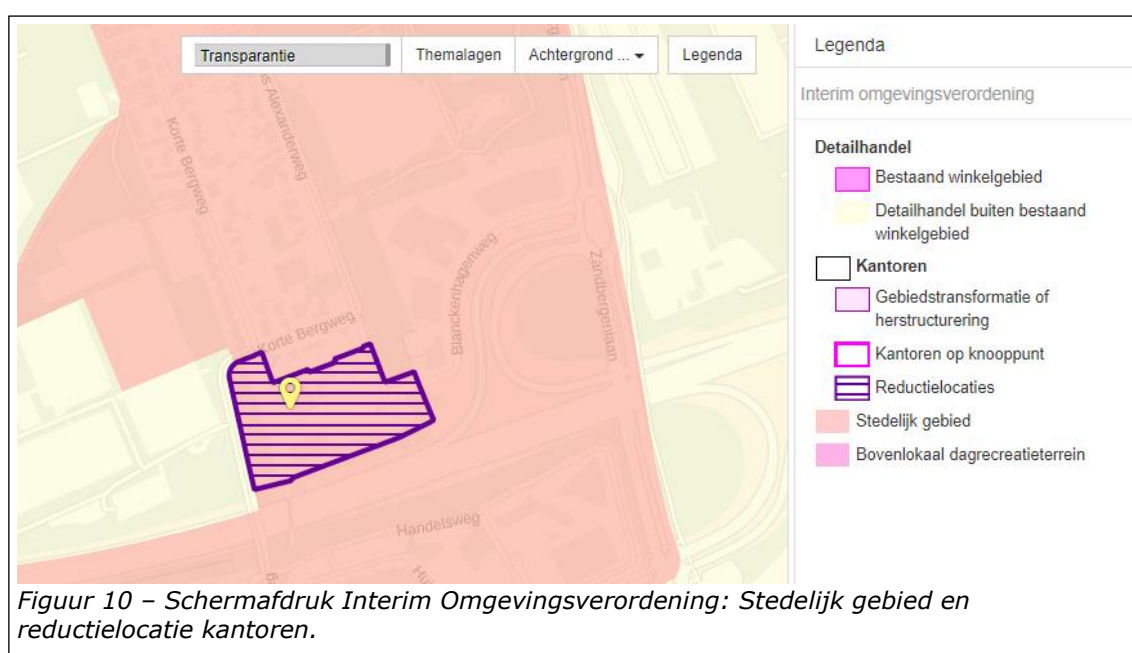 Transparantie
Themalagen
Achtergrond ...
Legenda
Korte Bergweg
Alexanderweg
Blanckenhagenweg
Zandbergenlaan
Korte Bergweg
Handelsweg
Legenda
Interim omgevingsverordening
Detailhandel
Bestaand winkelgebied
Detailhandel buiten bestaand
winkelgebied
Kantoren
Gebiedstransformatie of
herstructurering
Kantoren op knooppunt
Reductielocaties
Stedelijk gebied
Bovenlokaal dagrecreatieterrein
Figuur 10 – Schermafdruk Interim Omgevingsverordening: Stedelijk gebied en
reductielocatie kantoren.